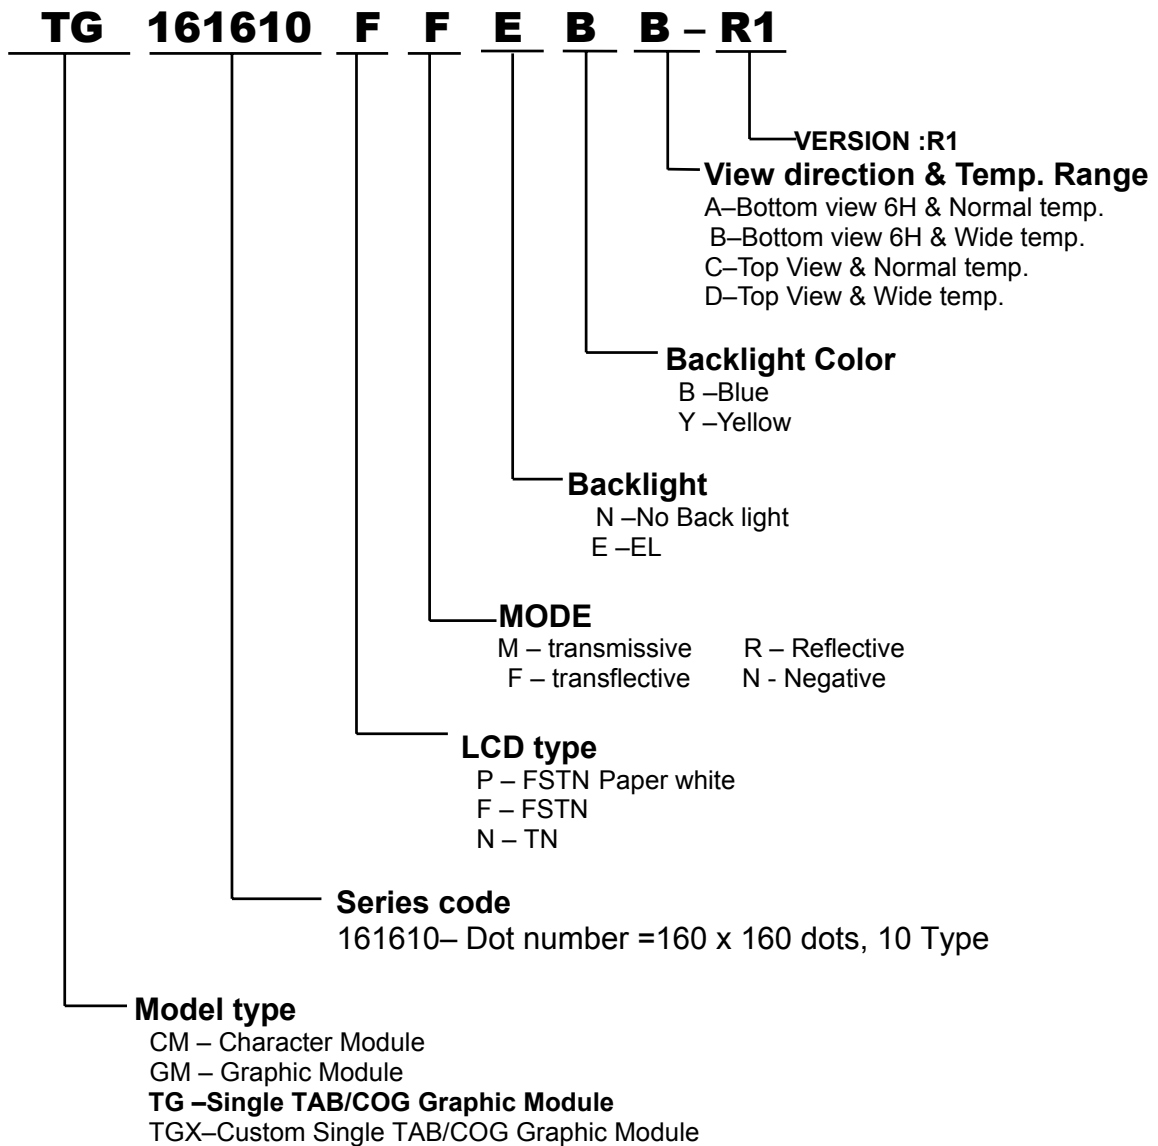 TG 161610 F F E B B – R1
VERSION :R1
View direction & Temp. Range
A–Bottom view 6H & Normal temp.
B–Bottom view 6H & Wide temp.
C–Top View & Normal temp.
D–Top View & Wide temp.
Backlight Color
B –Blue
Y –Yellow
Backlight
N –No Back light
E –EL
MODE
M – transmissive R – Reflective
F – transflective N - Negative
LCD type
P – FSTN Paper white
F – FSTN
N – TN
Series code
161610– Dot number =160 x 160 dots, 10 Type
Model type
CM – Character Module
GM – Graphic Module
TG –Single TAB/COG Graphic Module
TGX–Custom Single TAB/COG Graphic Module